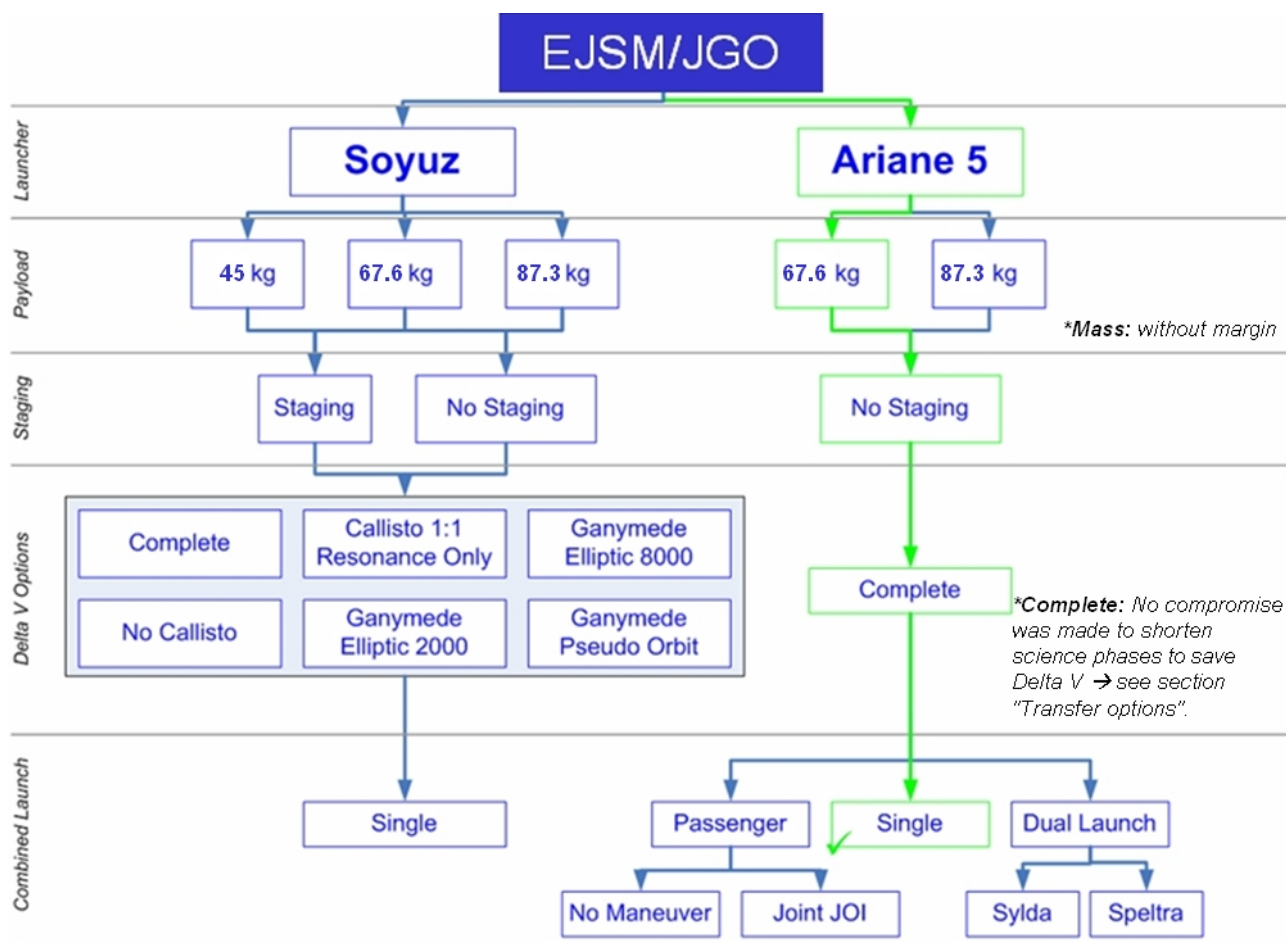 EJSM/JGO
Launcher
Soyuz
Ariane 5
Payload
45 kg
67.6 kg
87.3 kg
67.6 kg
87.3 kg
*Mass: without margin
Staging
Staging
No Staging
No Staging
Delta V Options
Complete
Callisto 1:1
Resonance Only
Ganymede
Elliptic 8000
No Callisto
Ganymede
Elliptic 2000
Ganymede
Pseudo Orbit
Complete
*Complete: No compromise
was made to shorten
science phases to save
Delta V → see section
"Transfer options".
Combined Launch
Single
Passenger
Single
Dual Launch
No Maneuver
Joint JOI
Sylda
Speltra